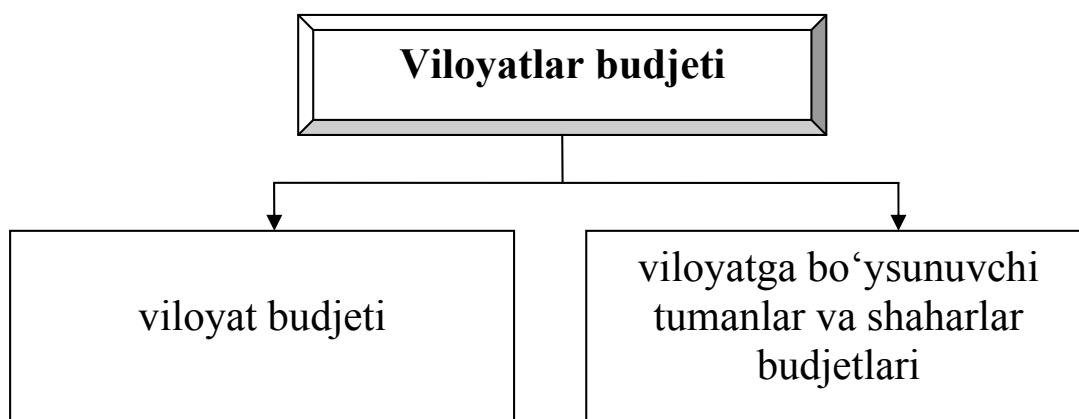 Viloyatlar budjeti
viloyat budjeti
viloyatga bo‘ysunuvchi
tumanlar va shaharlar
budjetlari